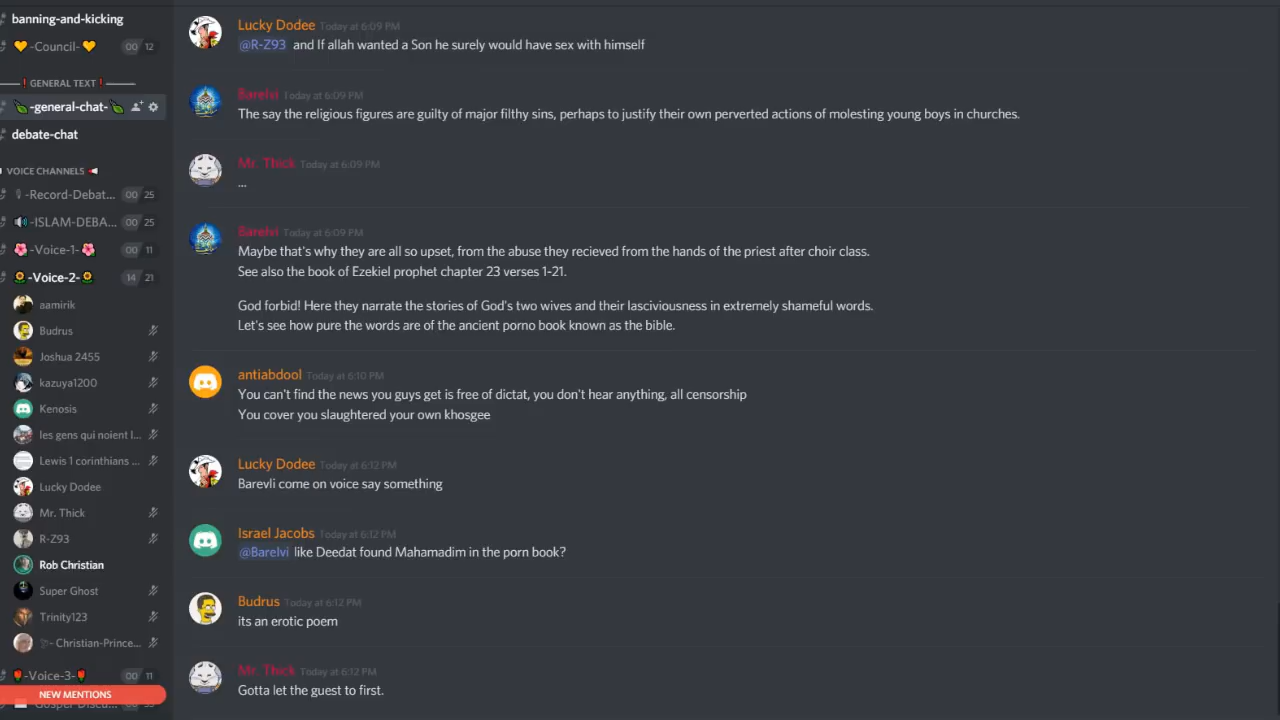 banning-and-kicking
-Council- 00 12
GENERAL TEXT
-general-chat-
debate-chat
VOICE CHANNELS
-Record-Debat... 00 25
-ISLAM-DEBA... 00 25
-Voice-1- 00 11
-Voice-2- 14 21
aamirik
Budrus
Joshua 2455
kazuya1200
Kenosis
les gens qui noient l...
Lewis 1 corinthians ...
Lucky Dodee
Mr. Thick
R-Z93
Rob Christian
Super Ghost
Trinity123
- Christian-Prince...
-Voice-3- 00 11
NEW MENTIONS
Lucky Dodee Today at 6:09 PM
@R-Z93 and If allah wanted a Son he surely would have sex with himself
Barelvi Today at 6:09 PM
The say the religious figures are guilty of major filthy sins, perhaps to justify their own perverted actions of molesting young boys in churches.
Mr. Thick Today at 6:09 PM
...
Barelvi Today at 6:09 PM
Maybe that's why they are all so upset, from the abuse they recieved from the hands of the priest after choir class.
See also the book of Ezekiel prophet chapter 23 verses 1-21.
God forbid! Here they narrate the stories of God's two wives and their lasciviousness in extremely shameful words.
Let's see how pure the words are of the ancient porno book known as the bible.
antiabdool Today at 6:10 PM
You can't find the news you guys get is free of dictat, you don't hear anything, all censorship
You cover you slaughtered your own khosgee
Lucky Dodee Today at 6:12 PM
Barevli come on voice say something
Israel Jacobs Today at 6:12 PM
@Barelvi like Deedat found Mahamadim in the porn book?
Budrus Today at 6:12 PM
its an erotic poem
Mr. Thick Today at 6:12 PM
Gotta let the guest to first.